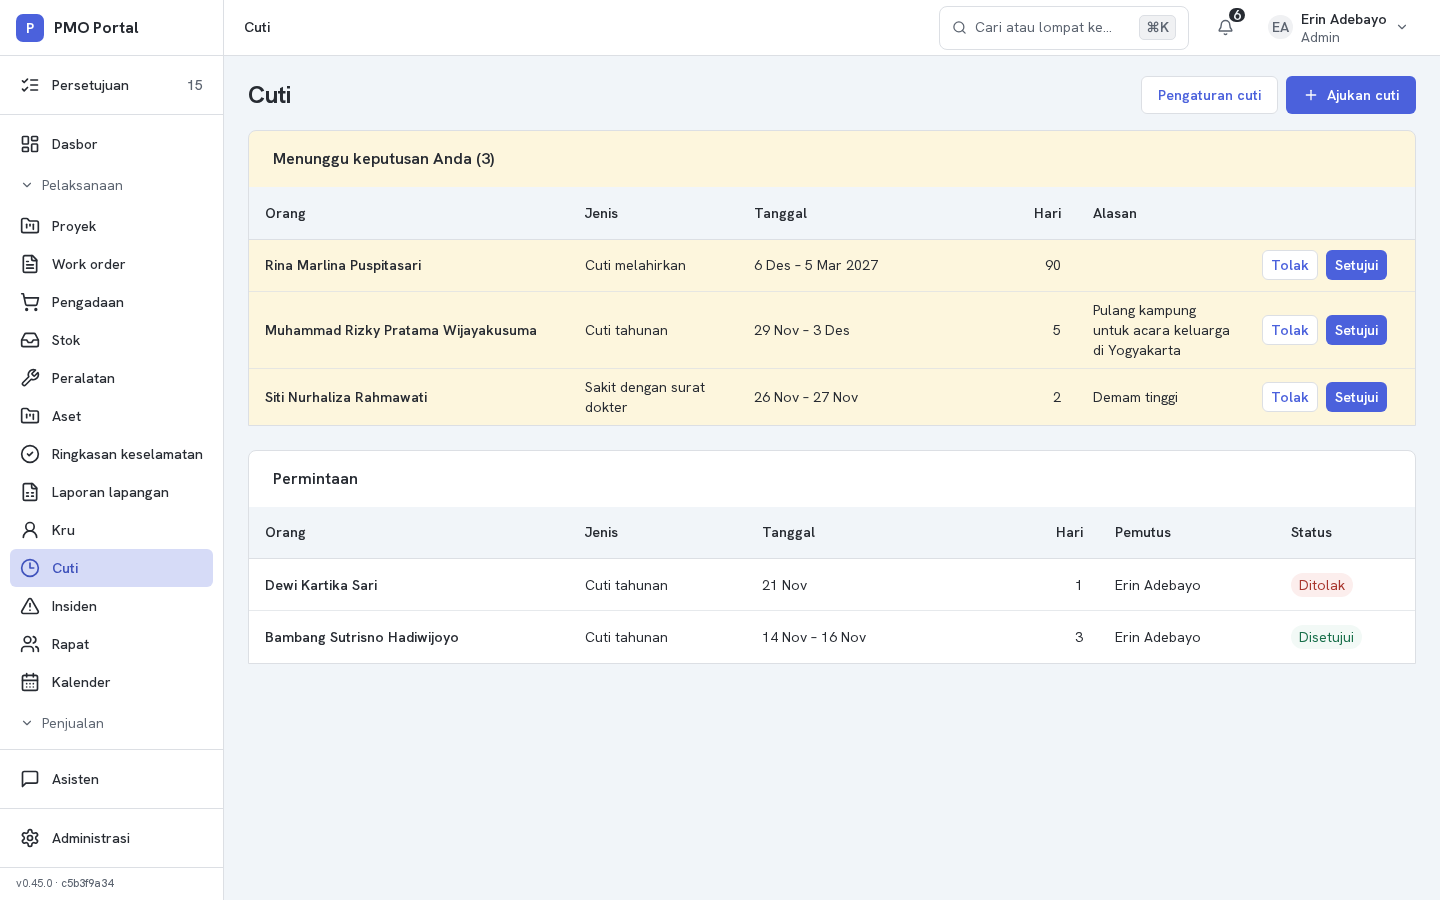 P PMO Portal
Cuti
Cari atau lompat ke...
⌘K
6
EA
Erin Adebayo
Admin
Persetujuan 15
Dasbor
Pelaksanaan
Proyek
Work order
Pengadaan
Stok
Peralatan
Aset
Ringkasan keselamatan
Laporan lapangan
Kru
Cuti
Insiden
Rapat
Kalender
Penjualan
Asisten
Administrasi
v0.45.0 · c5b3f9a34
Cuti
Pengaturan cuti
+ Ajukan cuti
Menunggu keputusan Anda (3)
Orang Jenis Tanggal Hari Alasan
Rina Marlina Puspitasari Cuti melahirkan 6 Des – 5 Mar 2027 90 Tolak Setujui
Muhammad Rizky Pratama Wijayakusuma Cuti tahunan 29 Nov – 3 Des 5
Pulang kampung
untuk acara keluarga
di Yogyakarta
Tolak Setujui
Siti Nurhaliza Rahmawati
Sakit dengan surat
dokter
26 Nov – 27 Nov 2 Demam tinggi Tolak Setujui
Permintaan
Orang Jenis Tanggal Hari Pemutus Status
Dewi Kartika Sari Cuti tahunan 21 Nov 1 Erin Adebayo Ditolak
Bambang Sutrisno Hadiwijoyo Cuti tahunan 14 Nov – 16 Nov 3 Erin Adebayo Disetujui